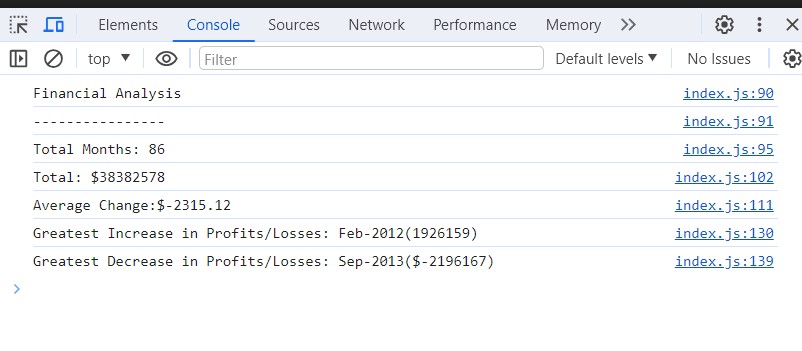 Elements Console Sources Network Performance Memory
top Filter Default levels No Issues
Financial Analysis index.js:90
---------------- index.js:91
Total Months: 86 index.js:95
Total: $38382578 index.js:102
Average Change:$-2315.12 index.js:111
Greatest Increase in Profits/Losses: Feb-2012(1926159) index.js:130
Greatest Decrease in Profits/Losses: Sep-2013($-2196167) index.js:139